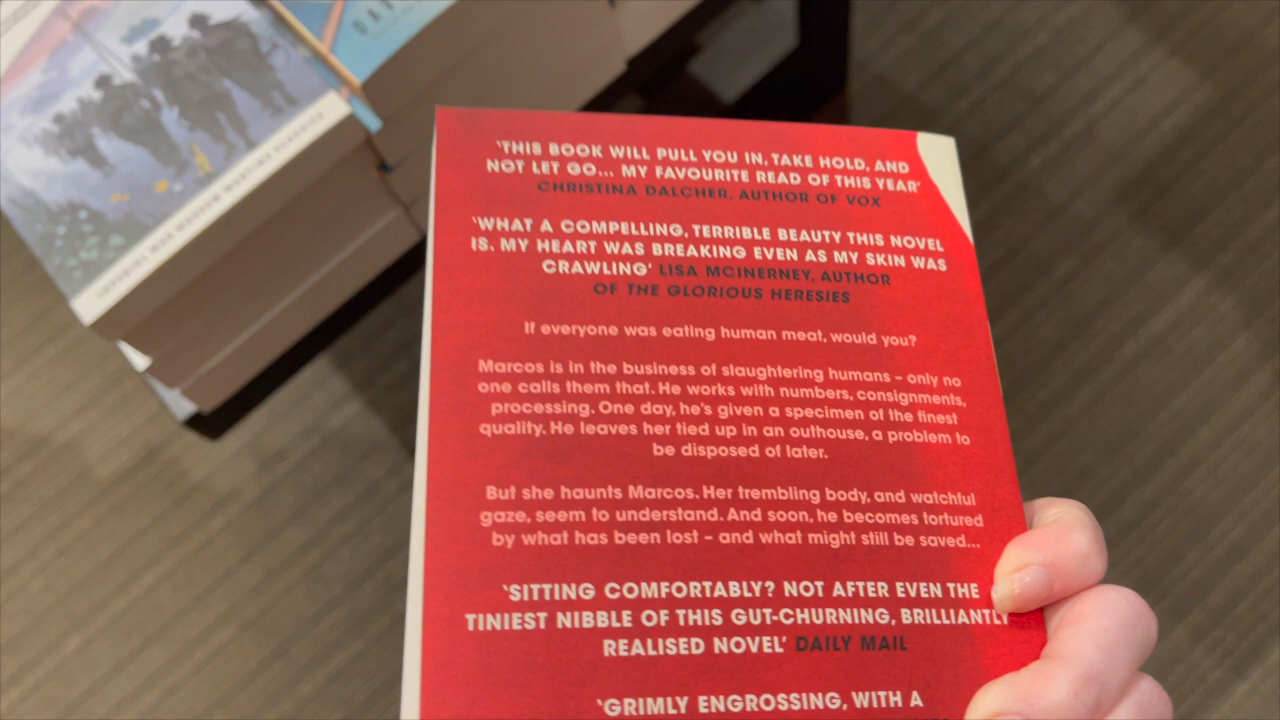 ‘THIS BOOK WILL PULL YOU IN, TAKE HOLD, AND
NOT LET GO... MY FAVOURITE READ OF THIS YEAR’
CHRISTINA DALCHER, AUTHOR OF VOX
‘WHAT A COMPELLING, TERRIBLE BEAUTY THIS NOVEL
IS. MY HEART WAS BREAKING EVEN AS MY SKIN WAS
CRAWLING’ LISA MCINERNEY, AUTHOR
OF THE GLORIOUS HERESIES
If everyone was eating human meat, would you?
Marcos is in the business of slaughtering humans – only no
one calls them that. He works with numbers, consignments,
processing. One day, he's given a specimen of the finest
quality. He leaves her tied up in an outhouse, a problem to
be disposed of later.
But she haunts Marcos. Her trembling body, and watchful
gaze, seem to understand. And soon, he becomes tortured
by what has been lost – and what might still be saved...
‘SITTING COMFORTABLY? NOT AFTER EVEN THE
TINIEST NIBBLE OF THIS GUT-CHURNING, BRILLIANTLY
REALISED NOVEL’ DAILY MAIL
‘GRIMLY ENGROSSING, WITH A